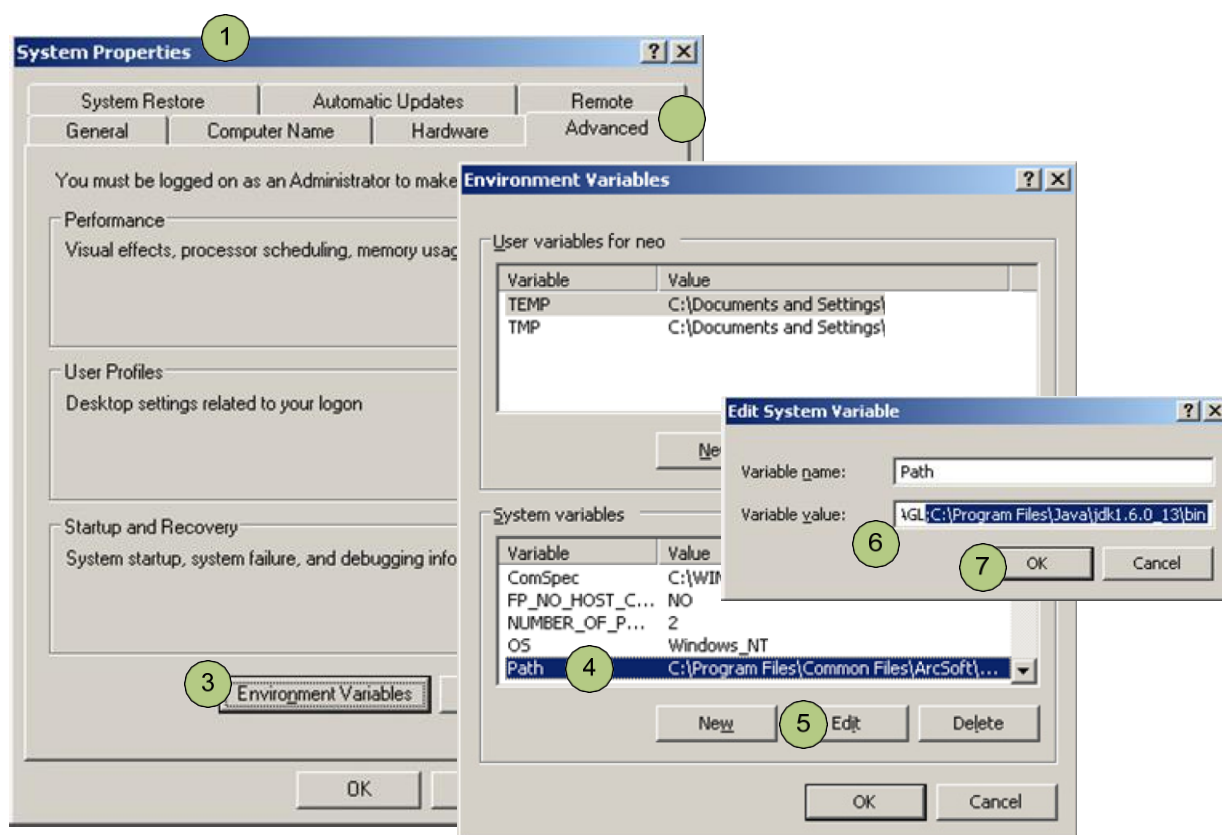 1
System Properties
System Restore Automatic Updates Remote
General Computer Name Hardware Advanced
You must be logged on as an Administrator to make
Performance
Visual effects, processor scheduling, memory usag
User Profiles
Desktop settings related to your logon
Startup and Recovery
System startup, system failure, and debugging info
3
Environment Variables
OK
Environment Variables
User variables for neo
Variable Value
TEMP C:\Documents and Settings\
TMP C:\Documents and Settings\
Ne
System variables
Variable Value
ComSpec C:\WIN
FP_NO_HOST_C... NO
NUMBER_OF_P... 2
OS Windows_NT
Path 4 C:\Program Files\Common Files\ArcSoft\...
New 5 Edit Delete
OK Cancel
Edit System Variable
Variable name: Path
Variable value: \GL;C:\Program Files\Java\jdk1.6.0_13\bin
6
7 OK Cancel